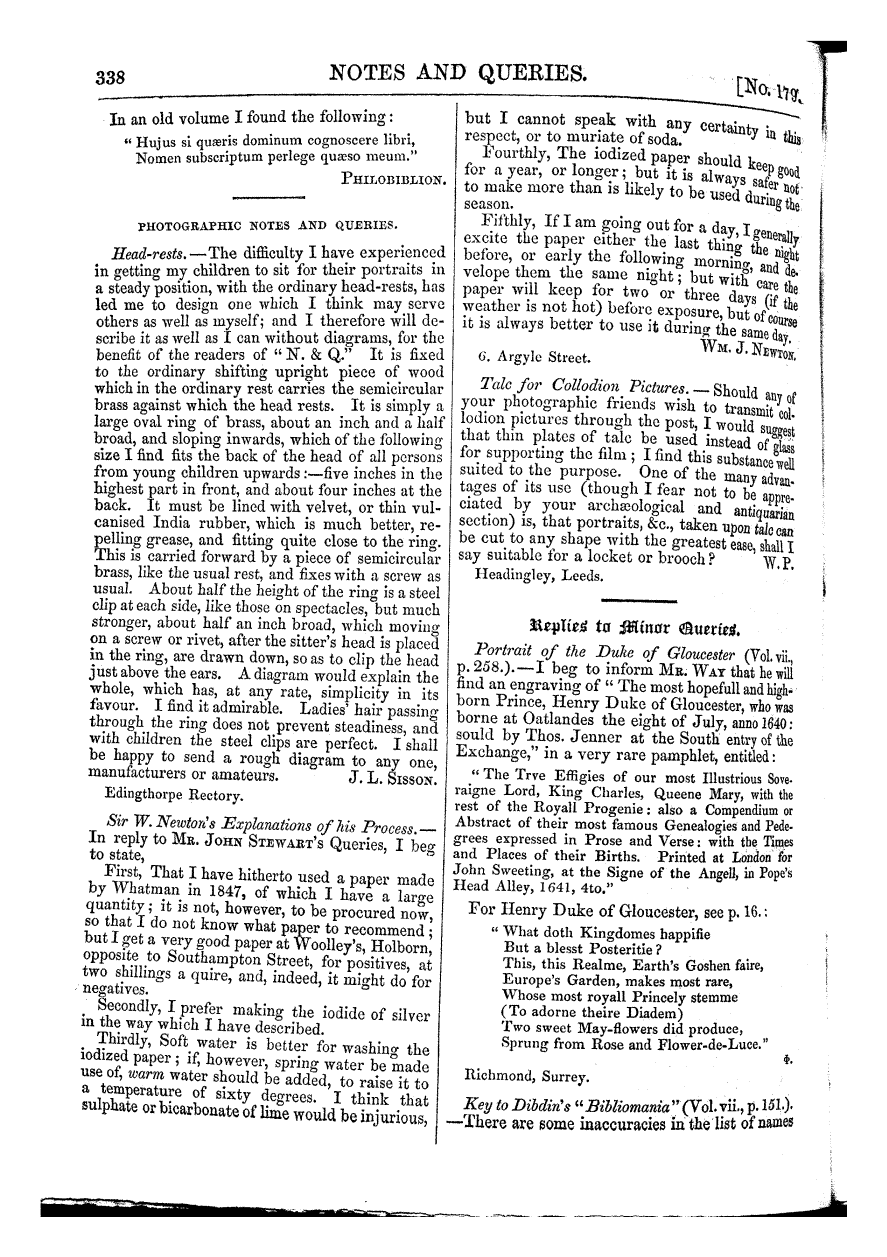 338
NOTES AND QUERIES.
[No. 179.
In an old volume I found the following:
"Hujus si quæris dominum cognoscere libri,
Nomen subscriptum perlege quæso meum."
PHILOBIBLION.
PHOTOGRAPHIC NOTES AND QUERIES.
Head-rests.—The difficulty I have experienced
in getting my children to sit for their portraits in
a steady position, with the ordinary head-rests, has
led me to design one which I think may serve
others as well as myself; and I therefore will de-
scribe it as well as I can without diagrams, for the
benefit of the readers of "N. & Q." It is fixed
to the ordinary shifting upright piece of wood
which in the ordinary rest carries the semicircular
brass against which the head rests. It is simply a
large oval ring of brass, about an inch and a half
broad, and sloping inwards, which of the following
size I find fits the back of the head of all persons
from young children upwards:—five inches in the
highest part in front, and about four inches at the
back. It must be lined with velvet, or thin vul-
canised India rubber, which is much better, re-
pelling grease, and fitting quite close to the ring.
This is carried forward by a piece of semicircular
brass, like the usual rest, and fixes with a screw as
usual. About half the height of the ring is a steel
clip at each side, like those on spectacles, but much
stronger, about half an inch broad, which moving
on a screw or rivet, after the sitter's head is placed
in the ring, are drawn down, so as to clip the head
just above the ears. A diagram would explain the
whole, which has, at any rate, simplicity in its
favour. I find it admirable. Ladies' hair passing
through the ring does not prevent steadiness, and
with children the steel clips are perfect. I shall
be happy to send a rough diagram to any one,
manufacturers or amateurs. J. L. SISSON.
Edingthorpe Rectory.
Sir W. Newton's Explanations of his Process.—
In reply to MR. JOHN STEWART'S Queries, I beg
to state,
First, That I have hitherto used a paper made
by Whatman in 1847, of which I have a large
quantity; it is not, however, to be procured now,
so that I do not know what paper to recommend;
but I get a very good paper at Woolley's, Holborn,
opposite to Southampton Street, for positives, at
two shillings a quire, and, indeed, it might do for
negatives.
Secondly, I prefer making the iodide of silver
in the way which I have described.
Thirdly, Soft water is better for washing the
iodized paper; if, however, spring water be made
use of, warm water should be added, to raise it to
a temperature of sixty degrees. I think that
sulphate or bicarbonate of lime would be injurious,
but I cannot speak with any certainty in this
respect, or to muriate of soda.
Fourthly, The iodized paper should keep good
for a year, or longer; but it is always safer not
to make more than is likely to be used during the
season.
Fifthly, If I am going out for a day, I generally
excite the paper either the last thing the night
before, or early the following morning, and de-
velope them the same night; but with care the
paper will keep for two or three days (if the
weather is not hot) before exposure, but of course
it is always better to use it during the same day.
WM. J. NEWTON.
6. Argyle Street.
Talc for Collodion Pictures.—Should any of
your photographic friends wish to transmit col-
lodion pictures through the post, I would suggest
that thin plates of talc be used instead of glass
for supporting the film; I find this substance well
suited to the purpose. One of the many advan-
tages of its use (though I fear not to be appre-
ciated by your archæological and antiquarian
section) is, that portraits, &c., taken upon talc can
be cut to any shape with the greatest ease, shall I
say suitable for a locket or brooch? W. P.
Headingley, Leeds.
Replies to Minor Queries.
Portrait of the Duke of Gloucester (Vol. vii.,
p. 258.).—I beg to inform MR. WAY that he will
find an engraving of "The most hopefull and high-
born Prince, Henry Duke of Gloucester, who was
borne at Oatlandes the eight of July, anno 1640:
sould by Thos. Jenner at the South entry of the
Exchange," in a very rare pamphlet, entitled:
"The Trve Effigies of our most Illustrious Sove-
raigne Lord, King Charles, Queene Mary, with the
rest of the Royall Progenie: also a Compendium or
Abstract of their most famous Genealogies and Pede-
grees expressed in Prose and Verse: with the Times
and Places of their Births. Printed at London for
John Sweeting, at the Signe of the Angell, in Pope's
Head Alley, 1641, 4to."
For Henry Duke of Gloucester, see p. 16.:
"What doth Kingdomes happifie
But a blesst Posteritie?
This, this Realme, Earth's Goshen faire,
Europe's Garden, makes most rare,
Whose most royall Princely stemme
(To adorne theire Diadem)
Two sweet May-flowers did produce,
Sprung from Rose and Flower-de-Luce."
Φ.
Richmond, Surrey.
Key to Dibdin's "Bibliomania" (Vol. vii., p. 151.).
—There are some inaccuracies in the list of names